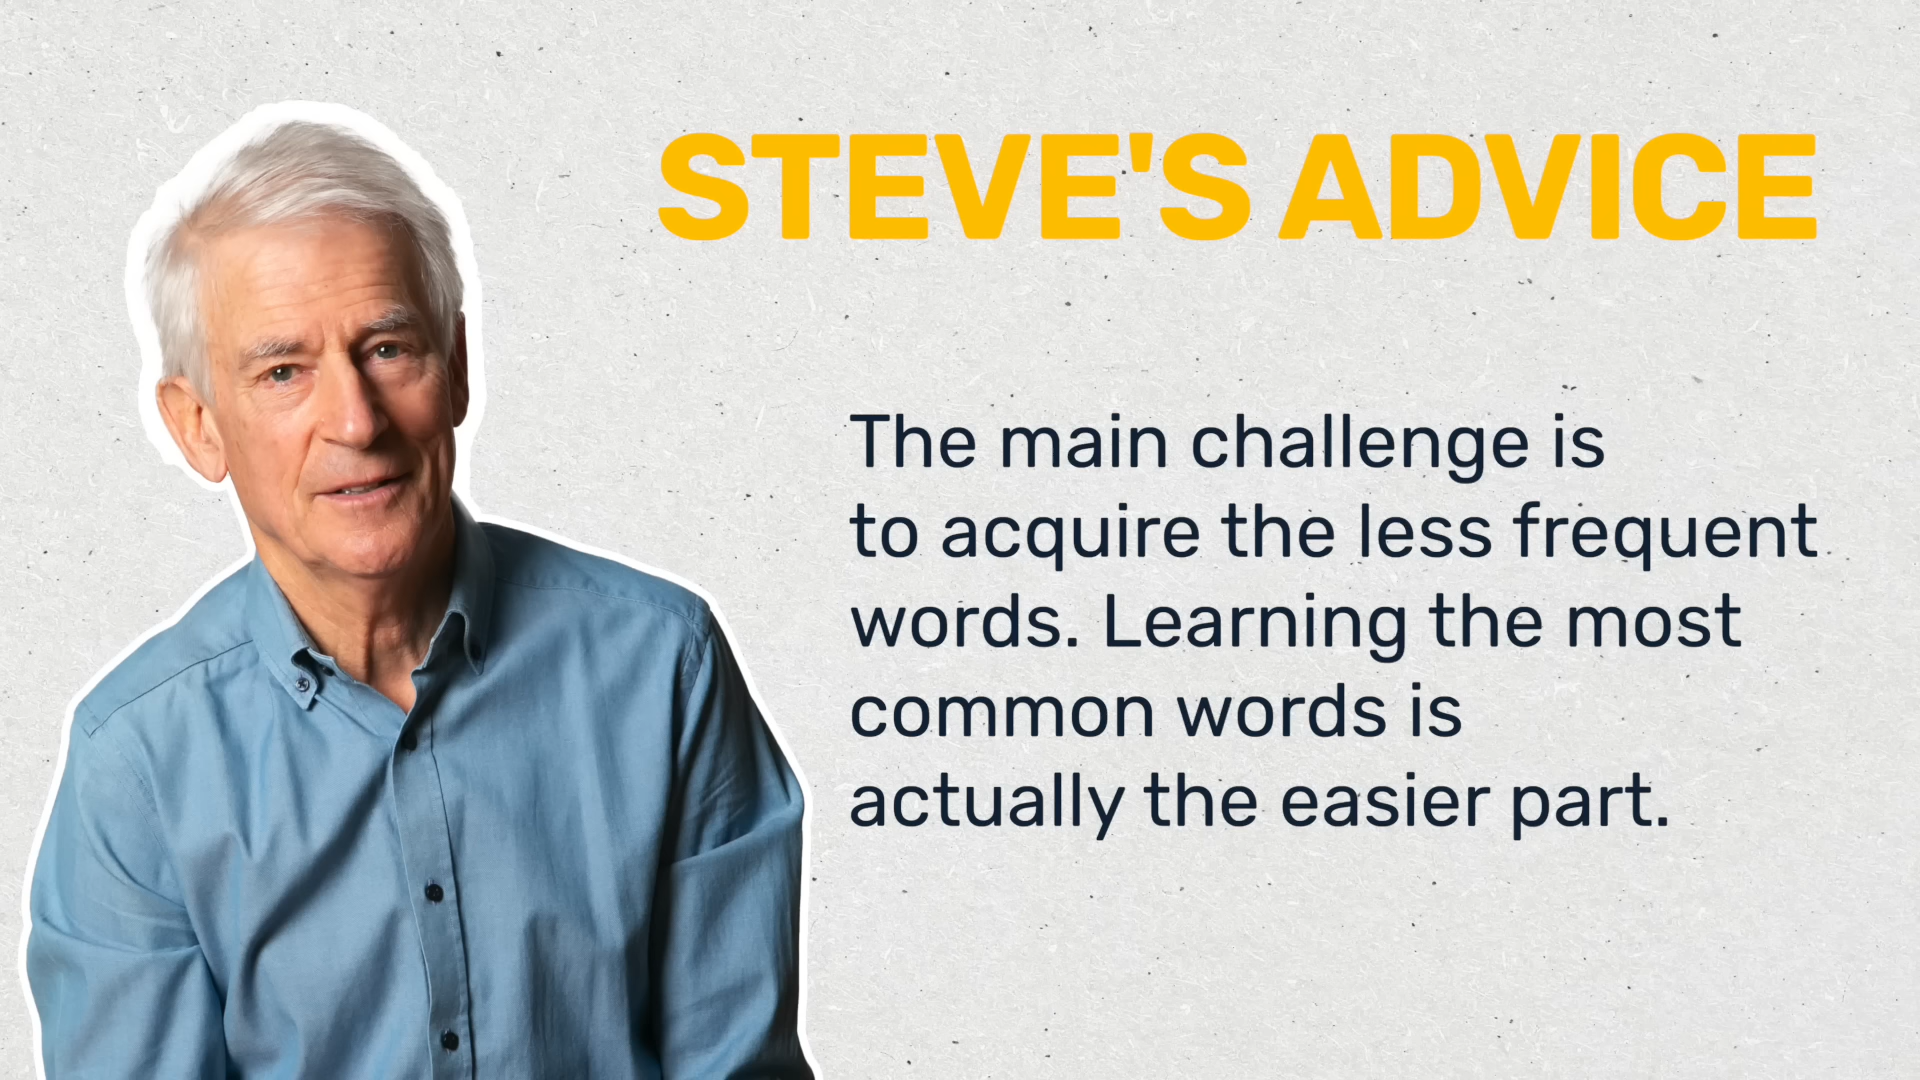 STEVE'S ADVICE
The main challenge is
to acquire the less frequent
words. Learning the most
common words is
actually the easier part.